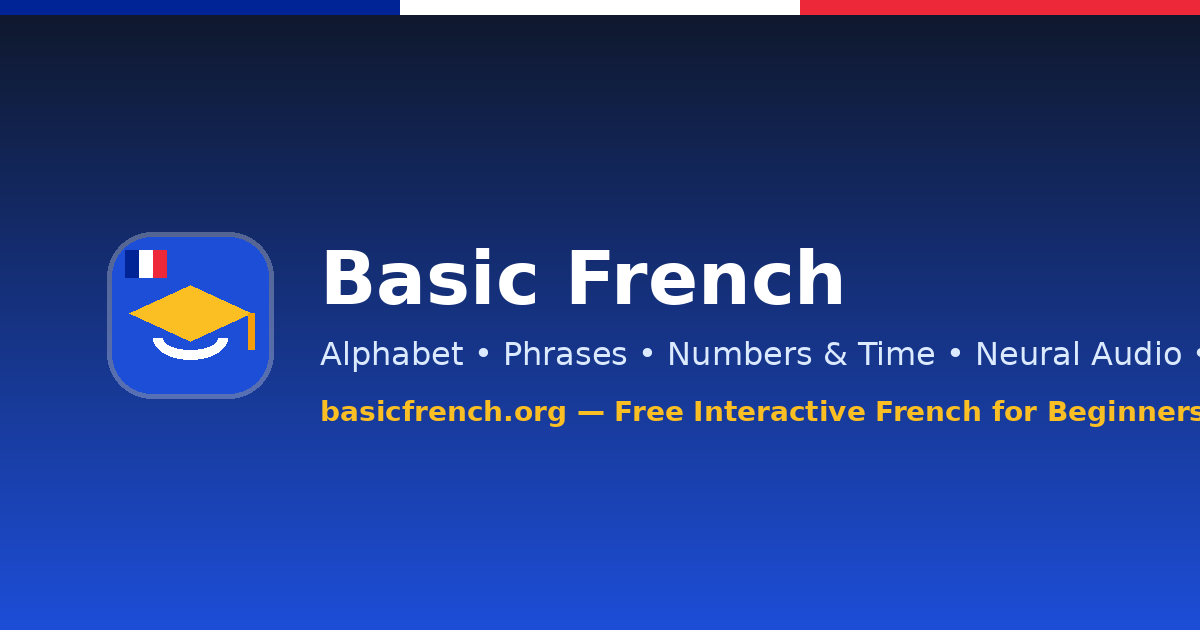 Basic French
Alphabet • Phrases • Numbers & Time • Neural Audio •
basicfrench.org — Free Interactive French for Beginners